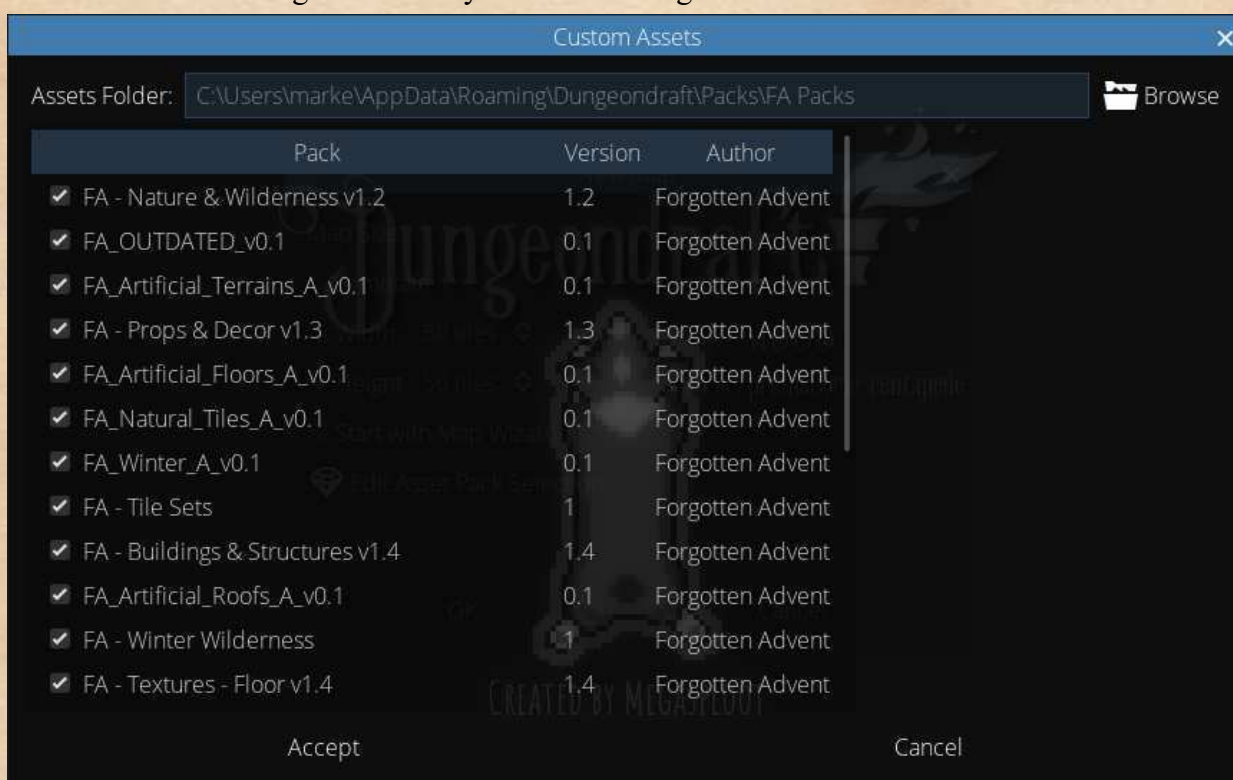 Custom Assets
Assets Folder: C:\Users\marke\AppData\Roaming\Dungeondraft\Packs\FA Packs Browse
Pack Version Author
FA - Nature & Wilderness v1.2 1.2 Forgotten Advent
FA_OUTDATED_v0.1 0.1 Forgotten Advent
FA_Artificial_Terrains_A_v0.1 0.1 Forgotten Advent
FA - Props & Decor v1.3 1.3 Forgotten Advent
FA_Artificial_Floors_A_v0.1 0.1 Forgotten Advent
FA_Natural_Tiles_A_v0.1 0.1 Forgotten Advent
FA_Winter_A_v0.1 0.1 Forgotten Advent
FA - Tile Sets 1 Forgotten Advent
FA - Buildings & Structures v1.4 1.4 Forgotten Advent
FA_Artificial_Roofs_A_v0.1 0.1 Forgotten Advent
FA - Winter Wilderness 1 Forgotten Advent
FA - Textures - Floor v1.4 1.4 Forgotten Advent
Dungeondraft
Accept Cancel